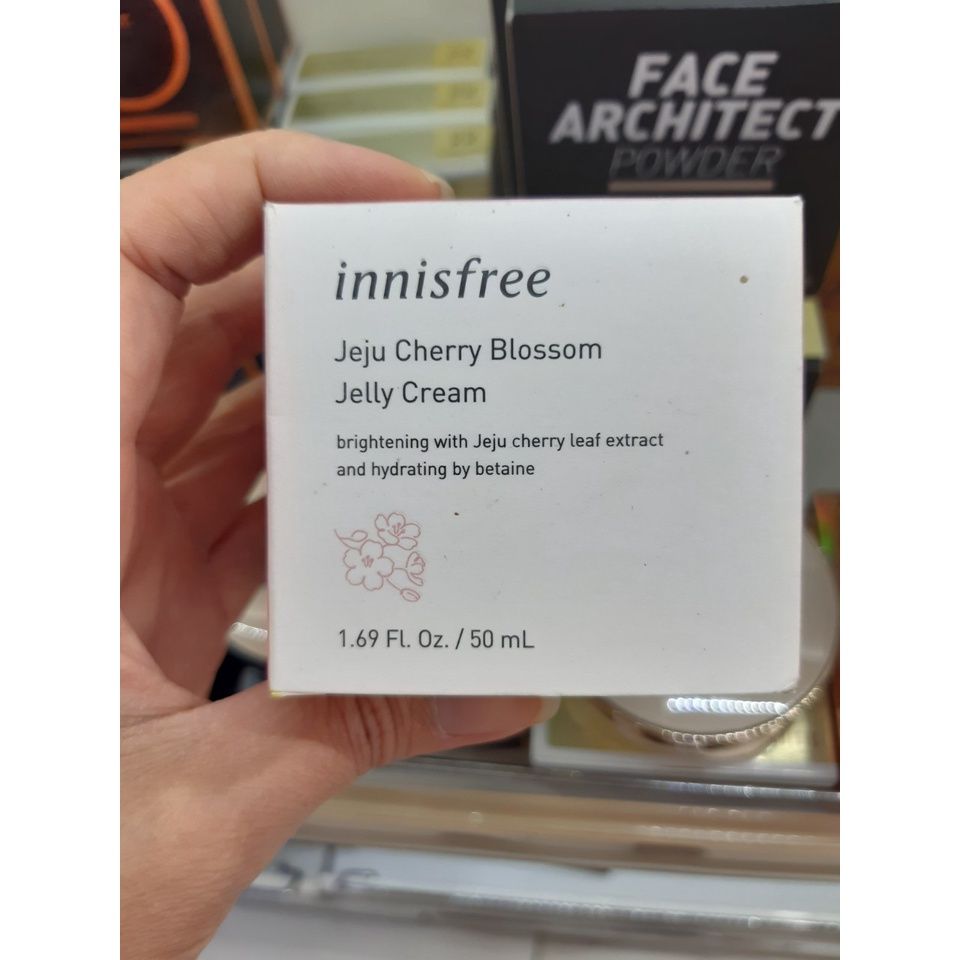 FACE
ARCHITECT
POWDER
innisfree
Jeju Cherry Blossom
Jelly Cream
brightening with Jeju cherry leaf extract
and hydrating by betaine
1.69 Fl. Oz. / 50 mL